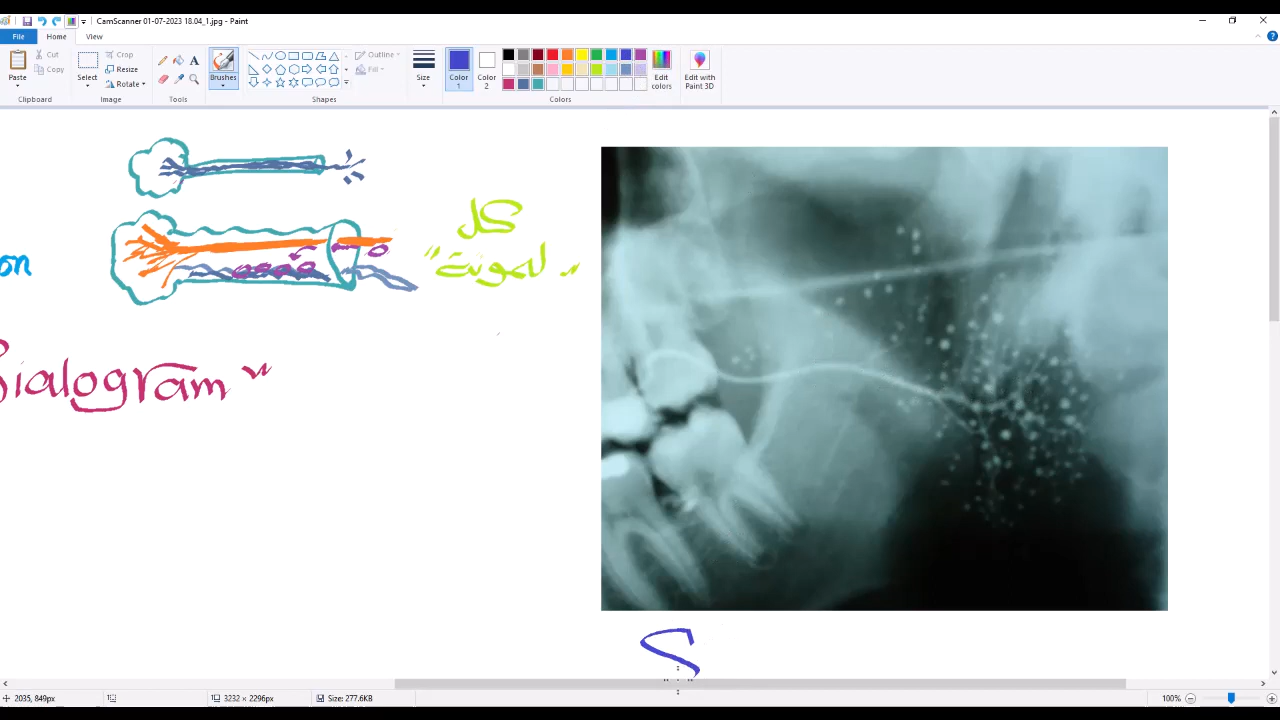 CamScanner 01-07-2023 18.04_1.jpg - Paint
File Home View
Paste Cut Copy
Select Crop Resize Rotate
Brushes
Outline Fill
Size
Color 1
Color 2
Edit colors
Edit with Paint 3D
Clipboard Image Tools Shapes Colors
كل
on
" لمونة "
Sialogram "
S
2035, 849px 3232 × 2296px Size: 277.6KB 100%